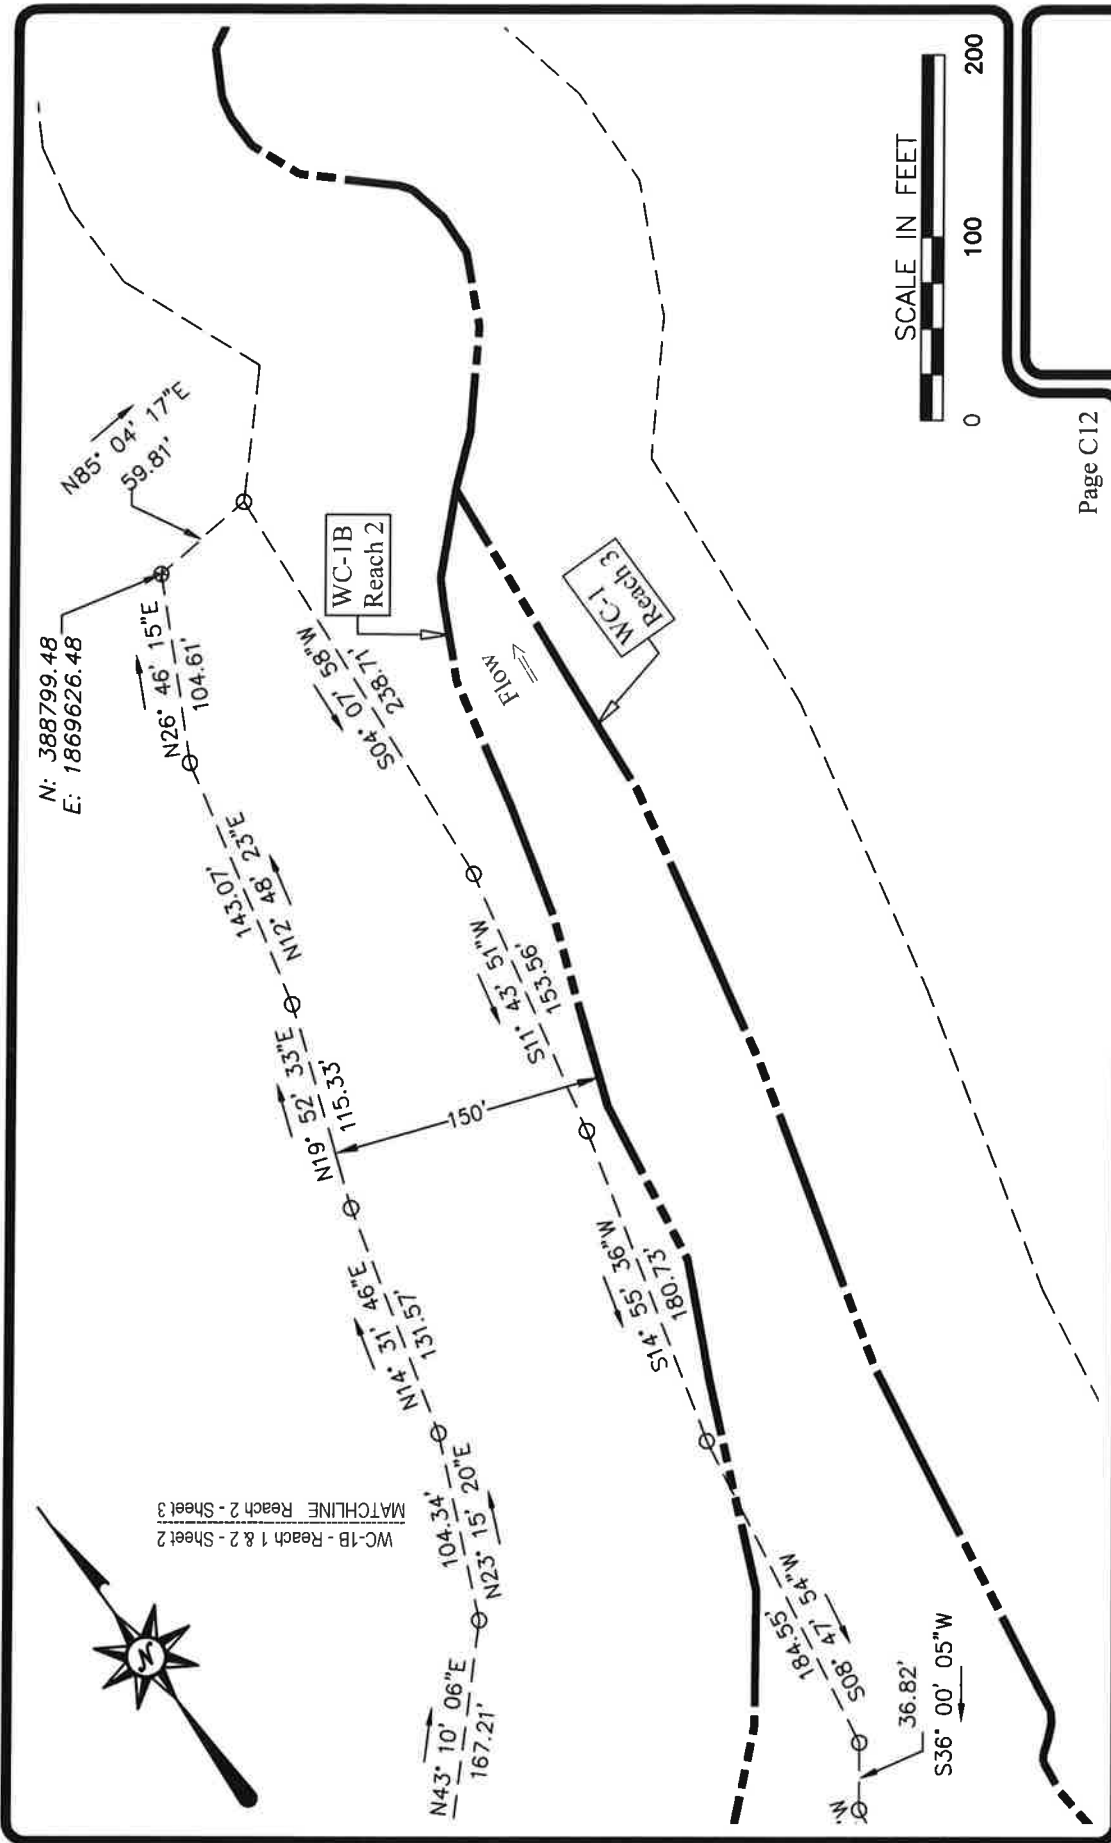 N: 388799.48
E: 1869626.48
N85° 04' 17"E
59.81'
N26° 46' 15"E
104.61'
143.07'
N12° 48' 23"E
N19° 52' 33"E
115.33'
N14° 31' 46"E
131.57'
104.34'
N23° 15' 20"E
N43° 10' 06"E
167.21'
WC-1B
Reach 2
S04° 07' 58"W
238.71'
S11° 43' 51"W
153.56'
150'
S14° 55' 36"W
180.73'
184.55'
S08° 47' 54"W
36.82'
S36° 00' 05"W
"W
Flow
WC-1
Reach 3
WC-1B - Reach 1 & 2 - Sheet 2
MATCHLINE Reach 2 - Sheet 3
N
SCALE IN FEET
0 100 200
Page C12